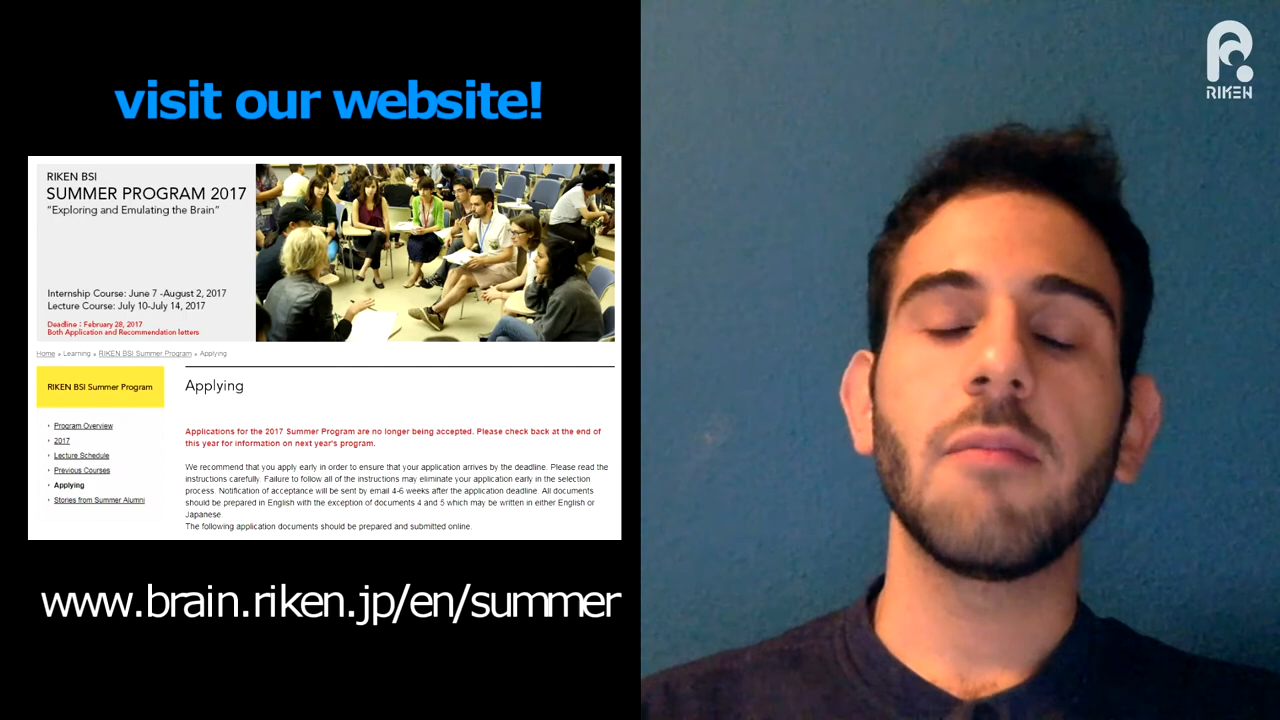 visit our website!
RIKEN BSI
SUMMER PROGRAM 2017
"Exploring and Emulating the Brain"
Internship Course: June 7 -August 2, 2017
Lecture Course: July 10-July 14, 2017
Deadline : February 28, 2017
Both Application and Recommendation letters
Home » Learning » RIKEN BSI Summer Program » Applying
RIKEN BSI Summer Program
Program Overview
2017
Lecture Schedule
Previous Courses
Applying
Stories from Summer Alumni
Applying
Applications for the 2017 Summer Program are no longer being accepted. Please check back at the end of
this year for information on next year's program.
We recommend that you apply early in order to ensure that your application arrives by the deadline. Please read the
instructions carefully. Failure to follow all of the instructions may eliminate your application early in the selection
process. Notification of acceptance will be sent by email 4-6 weeks after the application deadline. All documents
should be prepared in English with the exception of documents 4 and 5 which may be written in either English or
Japanese.
The following application documents should be prepared and submitted online.
www.brain.riken.jp/en/summer
RIKEN